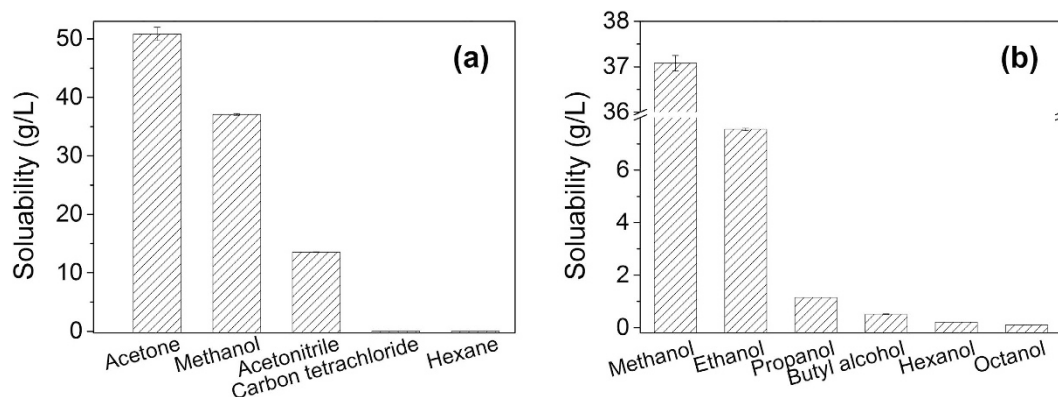 (a)
Soluability (g/L)
50
40
30
20
10
0
Acetone
Methanol
Acetonitrile
Carbon tetrachloride
Hexane
(b)
Soluability (g/L)
38
37
36
6
4
2
0
Methanol
Ethanol
Propanol
Butyl alcohol
Hexanol
Octanol